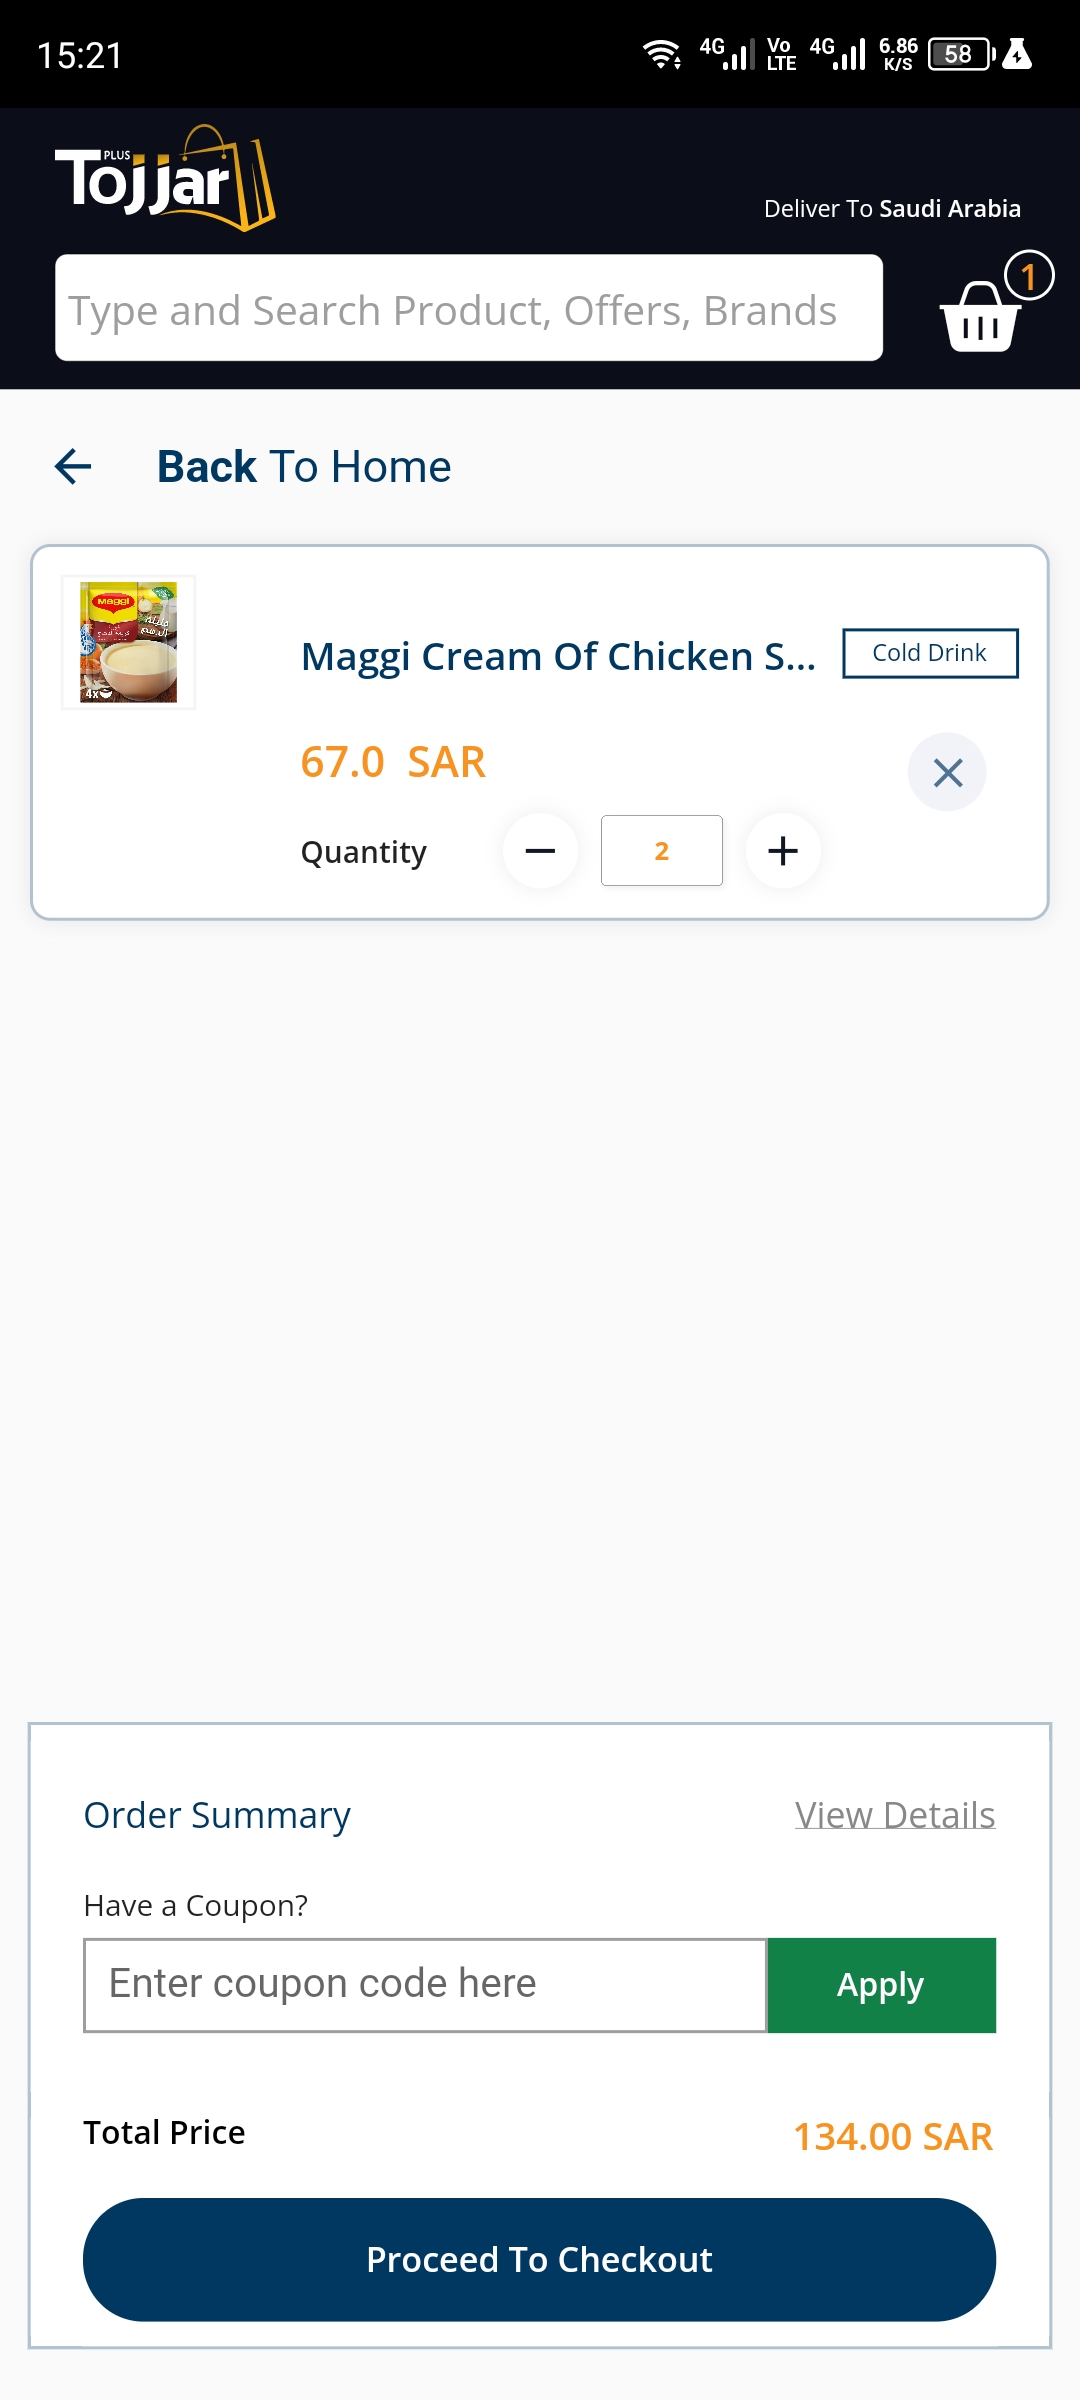 15:21
4G Vo LTE 4G 6.86 K/S 58
Tojjar PLUS
Deliver To Saudi Arabia
Type and Search Product, Offers, Brands
1
Back To Home
Maggi
4x
Maggi Cream Of Chicken S...
Cold Drink
67.0 SAR
Quantity
2
Order Summary
View Details
Have a Coupon?
Enter coupon code here
Apply
Total Price
134.00 SAR
Proceed To Checkout